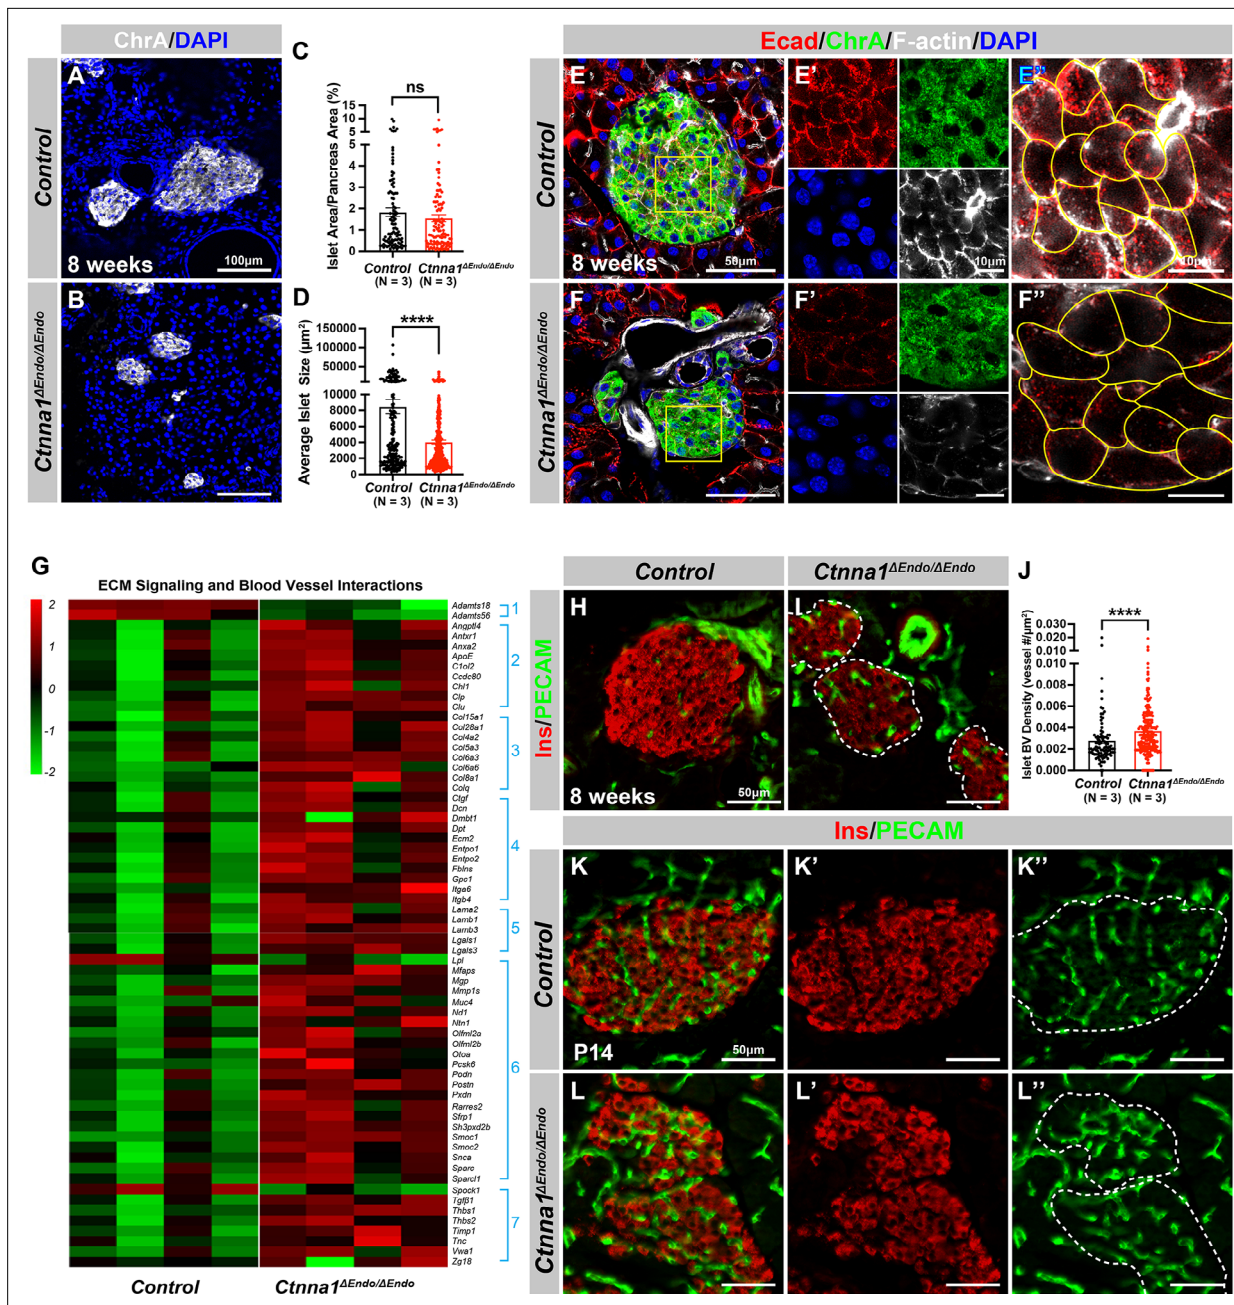 ChrA/DAPI
A
Control
8 weeks
100µm
B
Ctnna1ΔEndo/ΔEndo
C
Islet Area/Pancreas Area (%)
ns
15
10
5
5
4
3
2
1
0
Control
(N = 3)
Ctnna1ΔEndo/ΔEndo
(N = 3)
D
Average Islet Size (µm²)
****
150000
100000
50000
10000
8000
6000
4000
2000
0
Control
(N = 3)
Ctnna1ΔEndo/ΔEndo
(N = 3)
Ecad/ChrA/F-actin/DAPI
Control
E
8 weeks
50µm
E'
10µm
E''
10µm
Ctnna1ΔEndo/ΔEndo
F
F'
F''
G
ECM Signaling and Blood Vessel Interactions
2
1
0
-1
-2
Adamts18
Adamts56
Angptl4
Antxr1
Anxa2
ApoE
C1ol2
Ccdc80
Chl1
Clp
Clu
Col15a1
Col28a1
Col4a2
Col5a3
Col6a3
Col6a6
Col8a1
Colq
Ctgf
Dcn
Dmbt1
Dpt
Ecm2
Entpo1
Entpo2
Fblns
Gpc1
Itga6
Itgb4
Lama2
Lamb1
Lamb3
Lgals1
Lgals3
Lpl
Mfaps
Mgp
Mmp1s
Muc4
Nd1
Ntn1
Olfml2a
Olfml2b
Otoa
Pcsk6
Podn
Postn
Pxdn
Rarres2
Sfrp1
Sh3pxd2b
Smoc1
Smoc2
Snca
Sparc
Sparcl1
Spock1
Tgfβ1
Thbs1
Thbs2
Timp1
Tnc
Vwa1
Zg18
1
2
3
4
5
6
7
Control
Ctnna1ΔEndo/ΔEndo
Control
Ctnna1ΔEndo/ΔEndo
Ins/PECAM
H
8 weeks
50µm
I
J
Islet BV Density (vessel #/µm²)
****
0.030
0.020
0.010
0.008
0.006
0.004
0.002
0.000
Control
(N = 3)
Ctnna1ΔEndo/ΔEndo
(N = 3)
Ins/PECAM
Control
K
P14
50µm
K'
K''
Ctnna1ΔEndo/ΔEndo
L
L'
L''